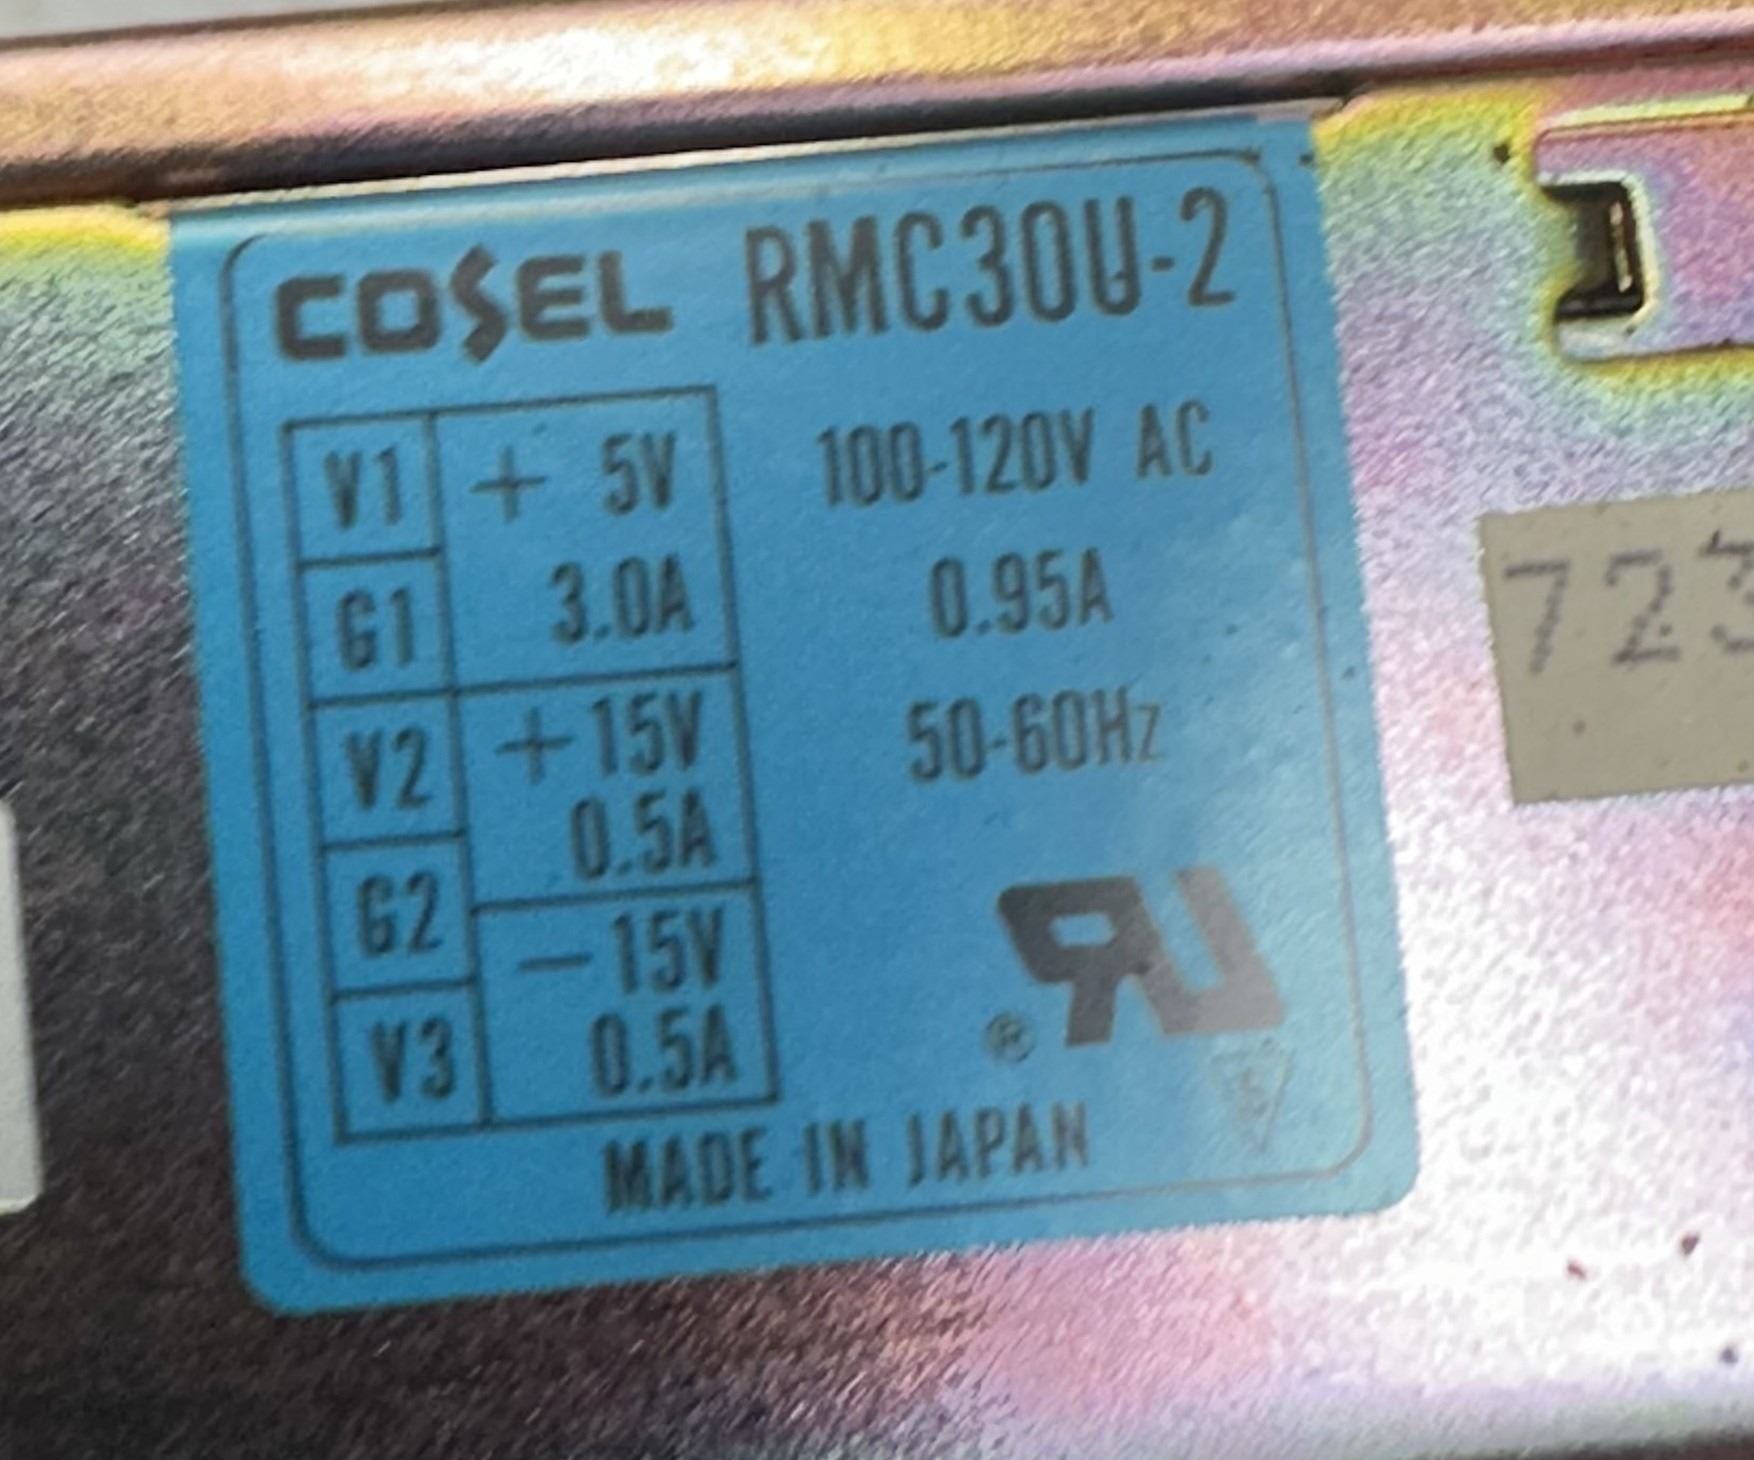 COSEL RMC30U-2
V1 + 5V 100-120V AC
G1 3.0A 0.95A
V2 +15V 50-60Hz
0.5A
G2 -15V
V3 0.5A
®
MADE IN JAPAN
72